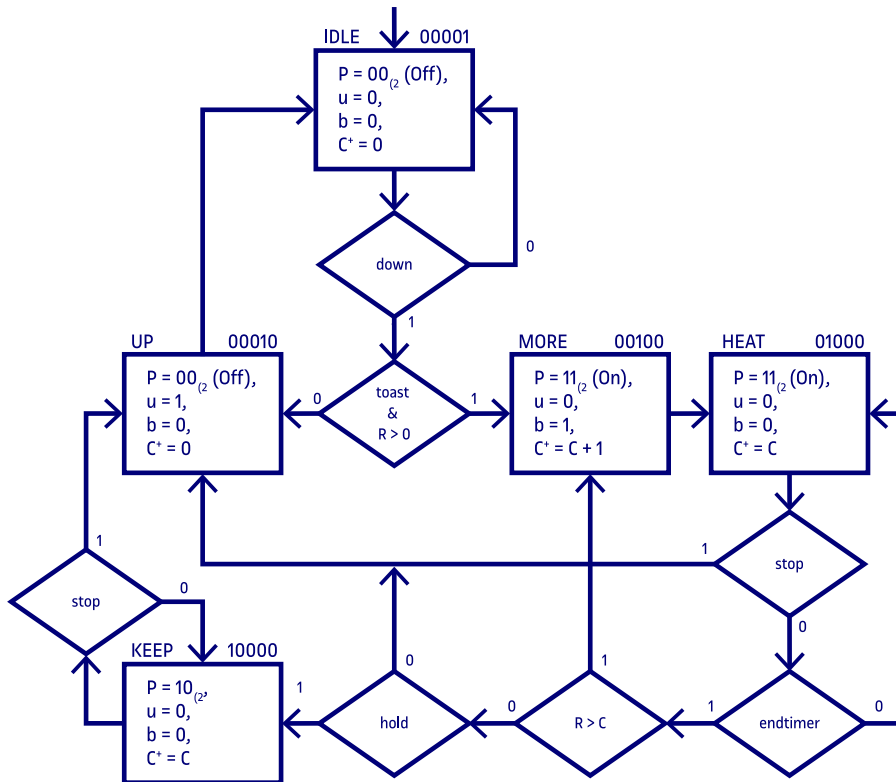 IDLE 00001
P = 00₍₂ (Off),
u = 0,
b = 0,
C⁺ = 0
down
0
1
UP 00010
P = 00₍₂ (Off),
u = 1,
b = 0,
C⁺ = 0
0
toast
&
R > 0
1
MORE 00100
P = 11₍₂ (On),
u = 0,
b = 1,
C⁺ = C + 1
HEAT 01000
P = 11₍₂ (On),
u = 0,
b = 0,
C⁺ = C
1
stop
0
1
stop
0
KEEP 10000
P = 10₍₂,
u = 0,
b = 0,
C⁺ = C
1
0
hold
0
1
R > C
1
endtimer
0